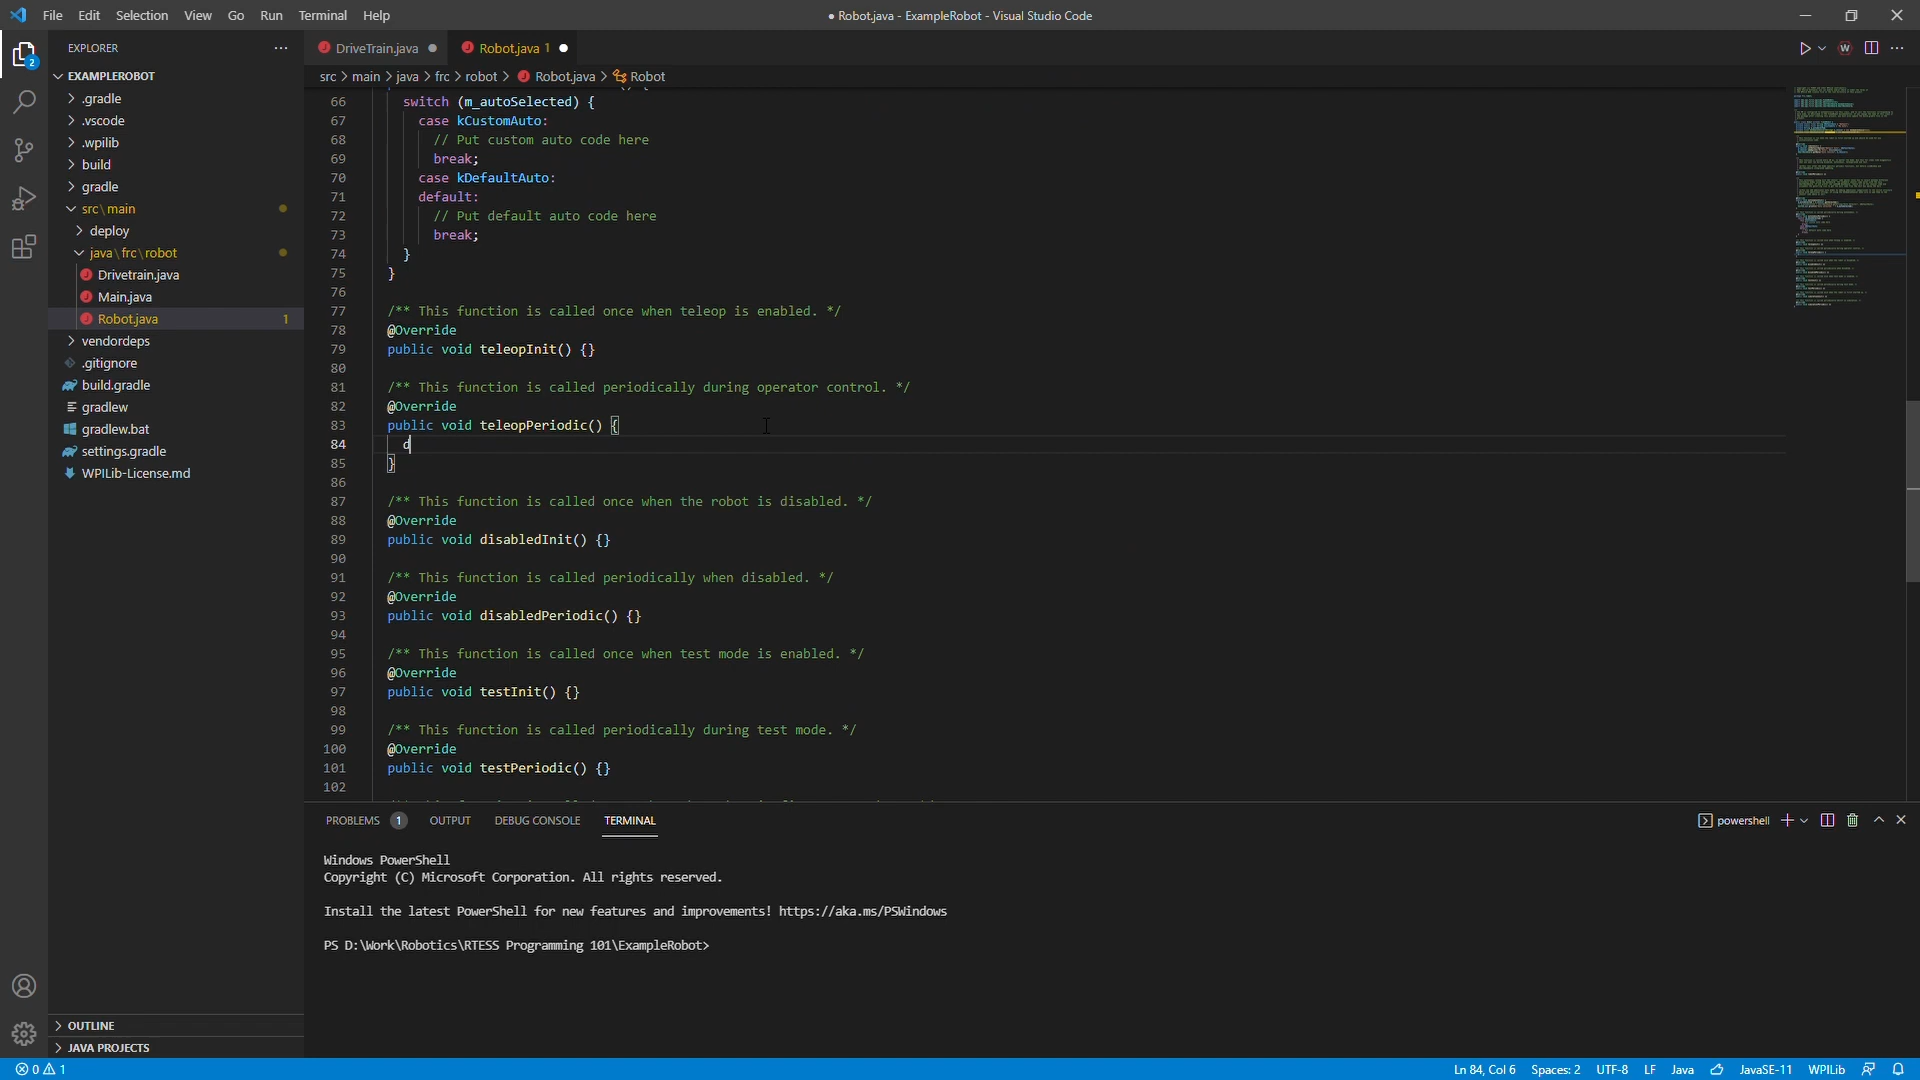 File Edit Selection View Go Run Terminal Help
● Robot.java - ExampleRobot - Visual Studio Code
EXPLORER
EXAMPLEROBOT
.gradle
.vscode
.wpilib
build
gradle
src\main
deploy
java\frc\robot
Drivetrain.java
Main.java
Robot.java 1
vendordeps
.gitignore
build.gradle
gradlew
gradlew.bat
settings.gradle
WPILib-License.md
OUTLINE
JAVA PROJECTS
2
DriveTrain.java
Robot.java 1
src > main > java > frc > robot > Robot.java > Robot
66 switch (m_autoSelected) {
67 case kCustomAuto:
68 // Put custom auto code here
69 break;
70 case kDefaultAuto:
71 default:
72 // Put default auto code here
73 break;
74 }
75 }
76
77 /** This function is called once when teleop is enabled. */
78 @Override
79 public void teleopInit() {}
80
81 /** This function is called periodically during operator control. */
82 @Override
83 public void teleopPeriodic() {
84 d
85 }
86
87 /** This function is called once when the robot is disabled. */
88 @Override
89 public void disabledInit() {}
90
91 /** This function is called periodically when disabled. */
92 @Override
93 public void disabledPeriodic() {}
94
95 /** This function is called once when test mode is enabled. */
96 @Override
97 public void testInit() {}
98
99 /** This function is called periodically during test mode. */
100 @Override
101 public void testPeriodic() {}
102
PROBLEMS 1 OUTPUT DEBUG CONSOLE TERMINAL
powershell
Windows PowerShell
Copyright (C) Microsoft Corporation. All rights reserved.
Install the latest PowerShell for new features and improvements! https://aka.ms/PSWindows
PS D:\Work\Robotics\RTESS Programming 101\ExampleRobot>
0 1
Ln 84, Col 6 Spaces: 2 UTF-8 LF Java JavaSE-11 WPILib